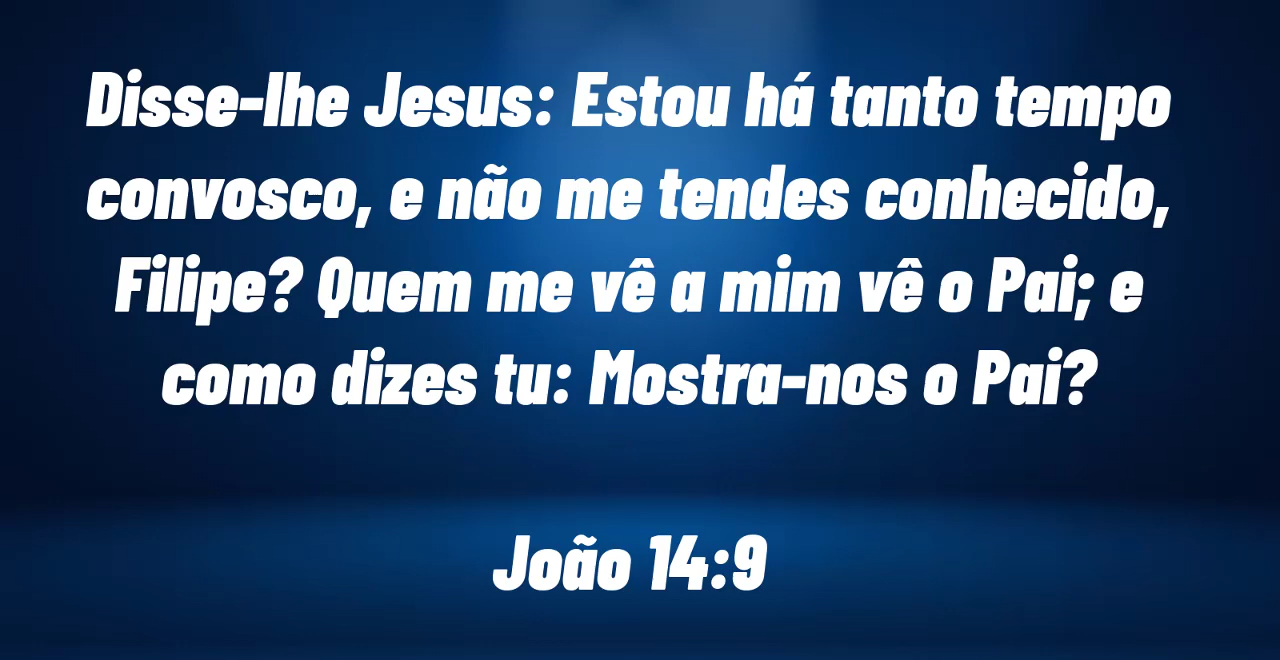 Disse-lhe Jesus: Estou há tanto tempo
convosco, e não me tendes conhecido,
Filipe? Quem me vê a mim vê o Pai; e
como dizes tu: Mostra-nos o Pai?
João 14:9